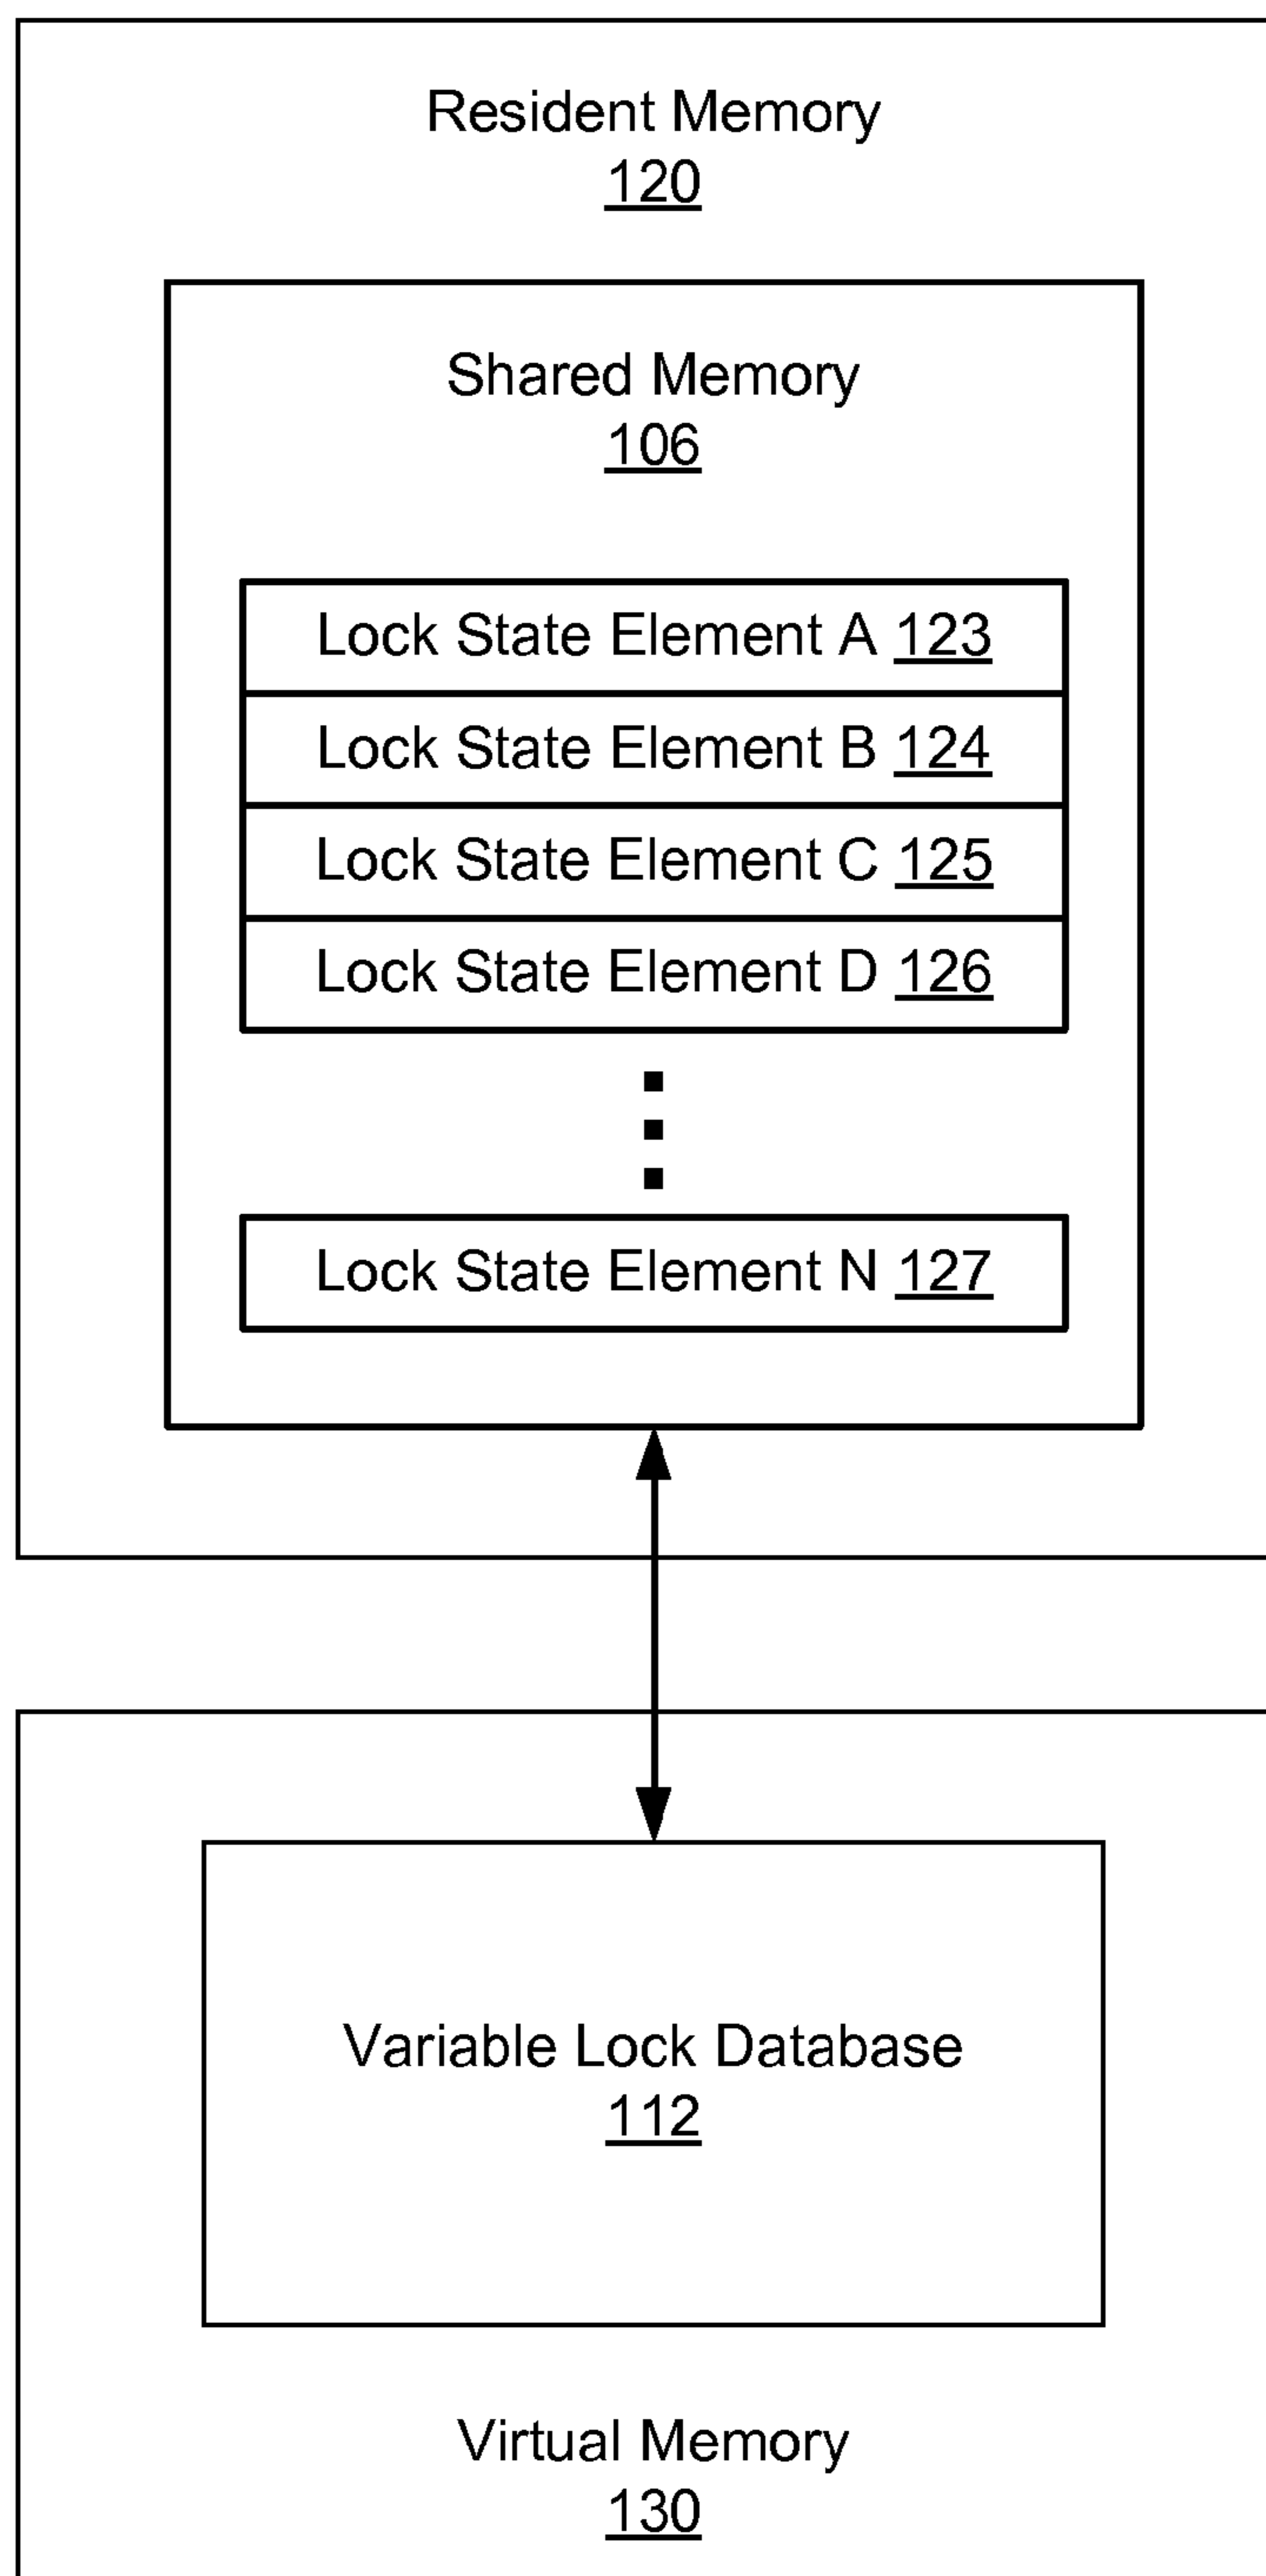 Resident Memory
120
Shared Memory
106
Lock State Element A 123
Lock State Element B 124
Lock State Element C 125
Lock State Element D 126
Lock State Element N 127
Variable Lock Database
112
Virtual Memory
130